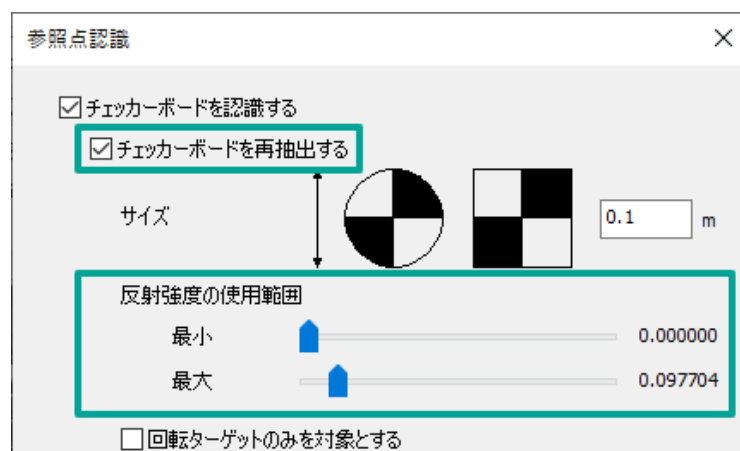 参照点認識
チェッカーボードを認識する
チェッカーボードを再抽出する
サイズ 0.1 m
反射強度の使用範囲
最小 0.000000
最大 0.097704
回転ターゲットのみを対象とする